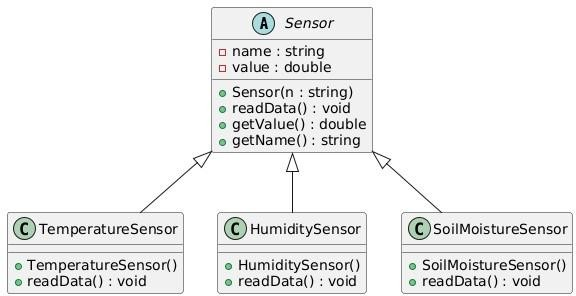 A Sensor
name : string
value : double
Sensor(n : string)
readData() : void
getValue() : double
getName() : string
C TemperatureSensor
TemperatureSensor()
readData() : void
C HumiditySensor
HumiditySensor()
readData() : void
C SoilMoistureSensor
SoilMoistureSensor()
readData() : void